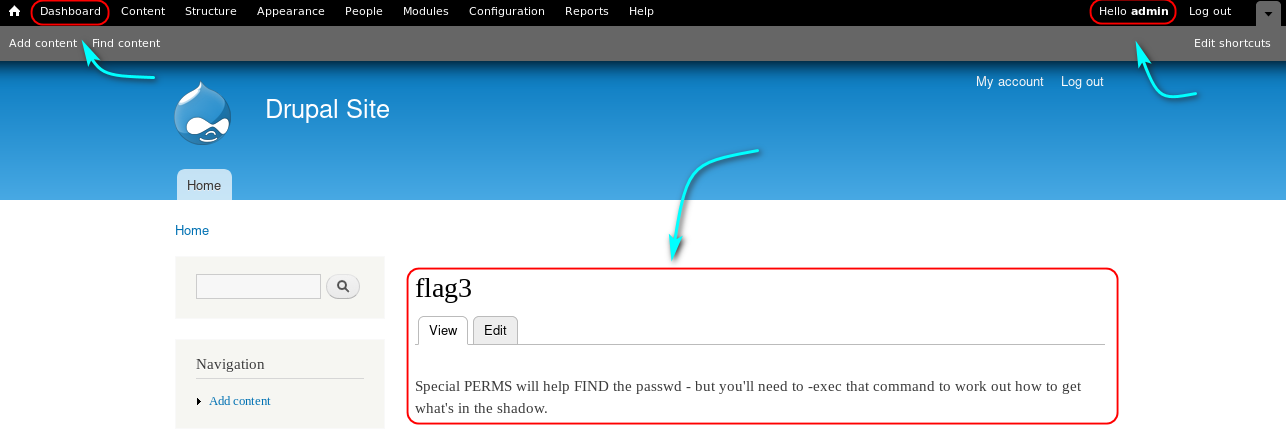 Dashboard Content Structure Appearance People Modules Configuration Reports Help Hello admin Log out
Add content Find content Edit shortcuts
My account Log out
Drupal Site
Home
Home
flag3
View Edit
Navigation
Add content
Special PERMS will help FIND the passwd - but you'll need to -exec that command to work out how to get
what's in the shadow.